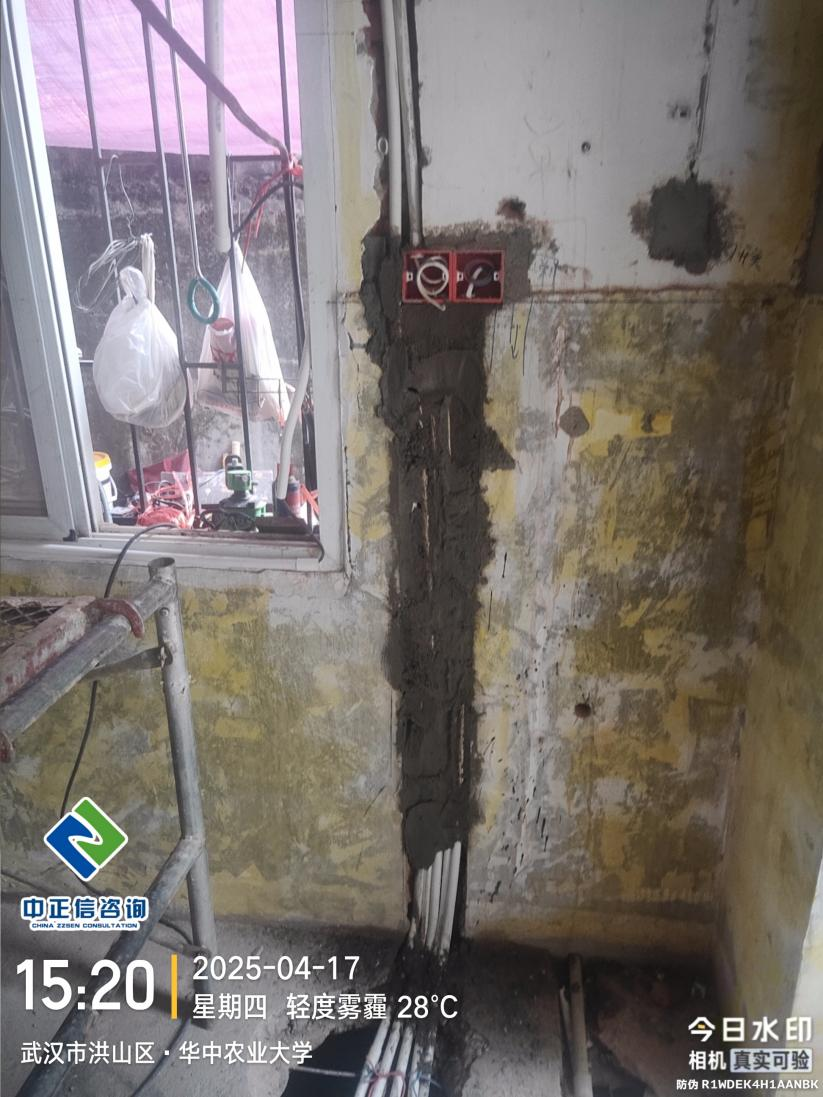 中正信咨询
CHINA ZZSEN CONSULTATION
15:20
2025-04-17
星期四 轻度雾霾 28°C
武汉市洪山区·华中农业大学
今日水印
相机 真实可验
防伪 R1WDEK4H1AANBK